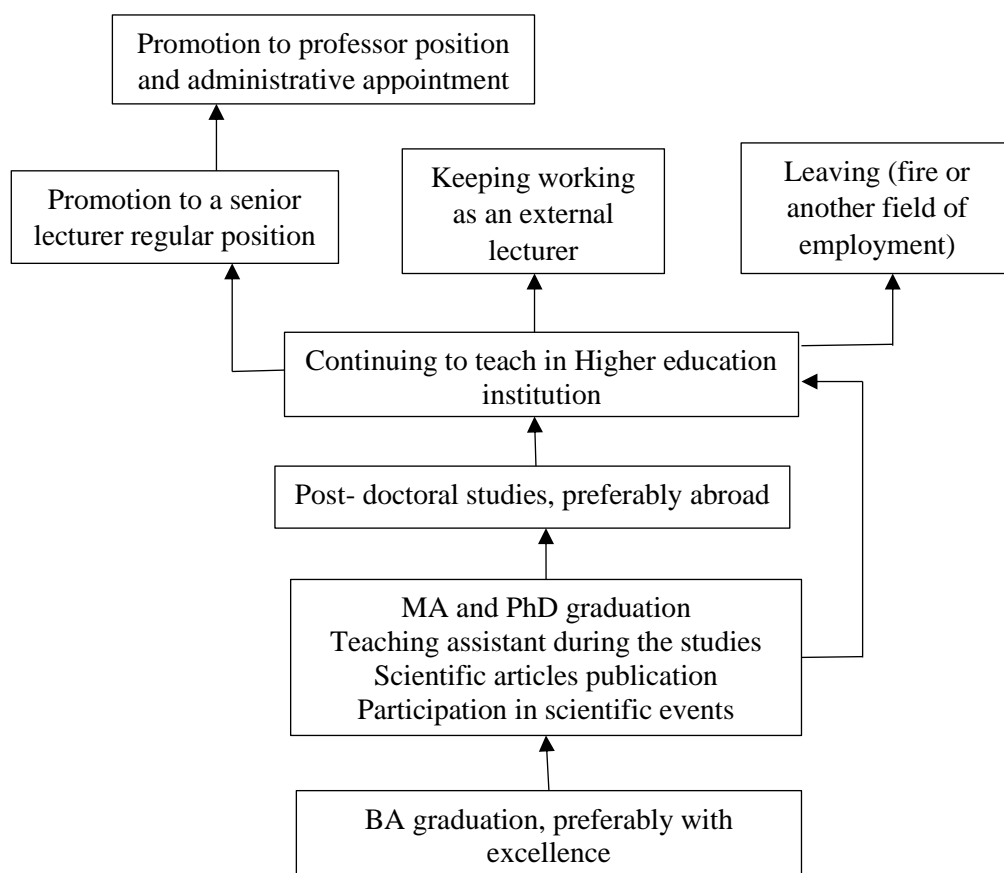 Promotion to professor position
and administrative appointment
Promotion to a senior
lecturer regular position
Keeping working
as an external
lecturer
Leaving (fire or
another field of
employment)
Continuing to teach in Higher education
institution
Post- doctoral studies, preferably abroad
MA and PhD graduation
Teaching assistant during the studies
Scientific articles publication
Participation in scientific events
BA graduation, preferably with
excellence